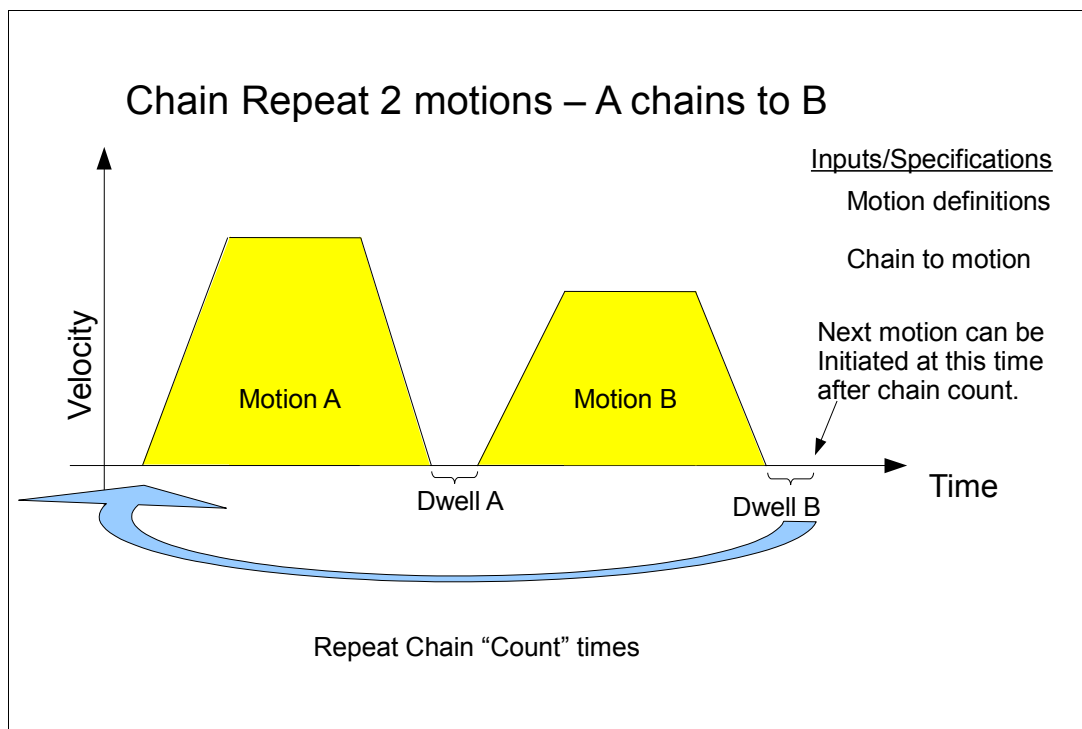 Chain Repeat 2 motions – A chains to B
Inputs/Specifications
Motion definitions
Chain to motion
Next motion can be
Initiated at this time
after chain count.
Velocity
Motion A
Motion B
Dwell A
Dwell B
Time
Repeat Chain “Count” times